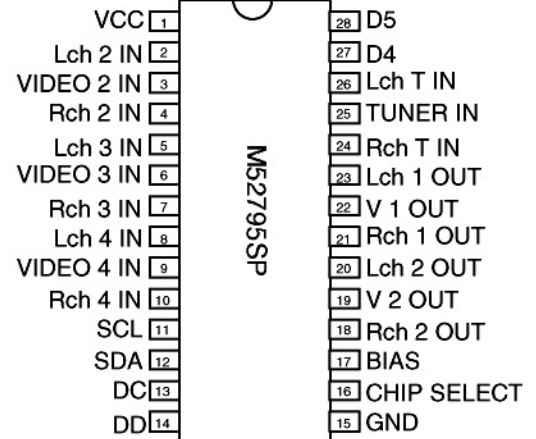 VCC 1 28 D5
Lch 2 IN 2 27 D4
VIDEO 2 IN 3 26 Lch T IN
Rch 2 IN 4 25 TUNER IN
Lch 3 IN 5 24 Rch T IN
VIDEO 3 IN 6 23 Lch 1 OUT
Rch 3 IN 7 22 V 1 OUT
Lch 4 IN 8 21 Rch 1 OUT
VIDEO 4 IN 9 20 Lch 2 OUT
Rch 4 IN 10 19 V 2 OUT
SCL 11 18 Rch 2 OUT
SDA 12 17 BIAS
DC 13 16 CHIP SELECT
DD 14 15 GND
M52795SP